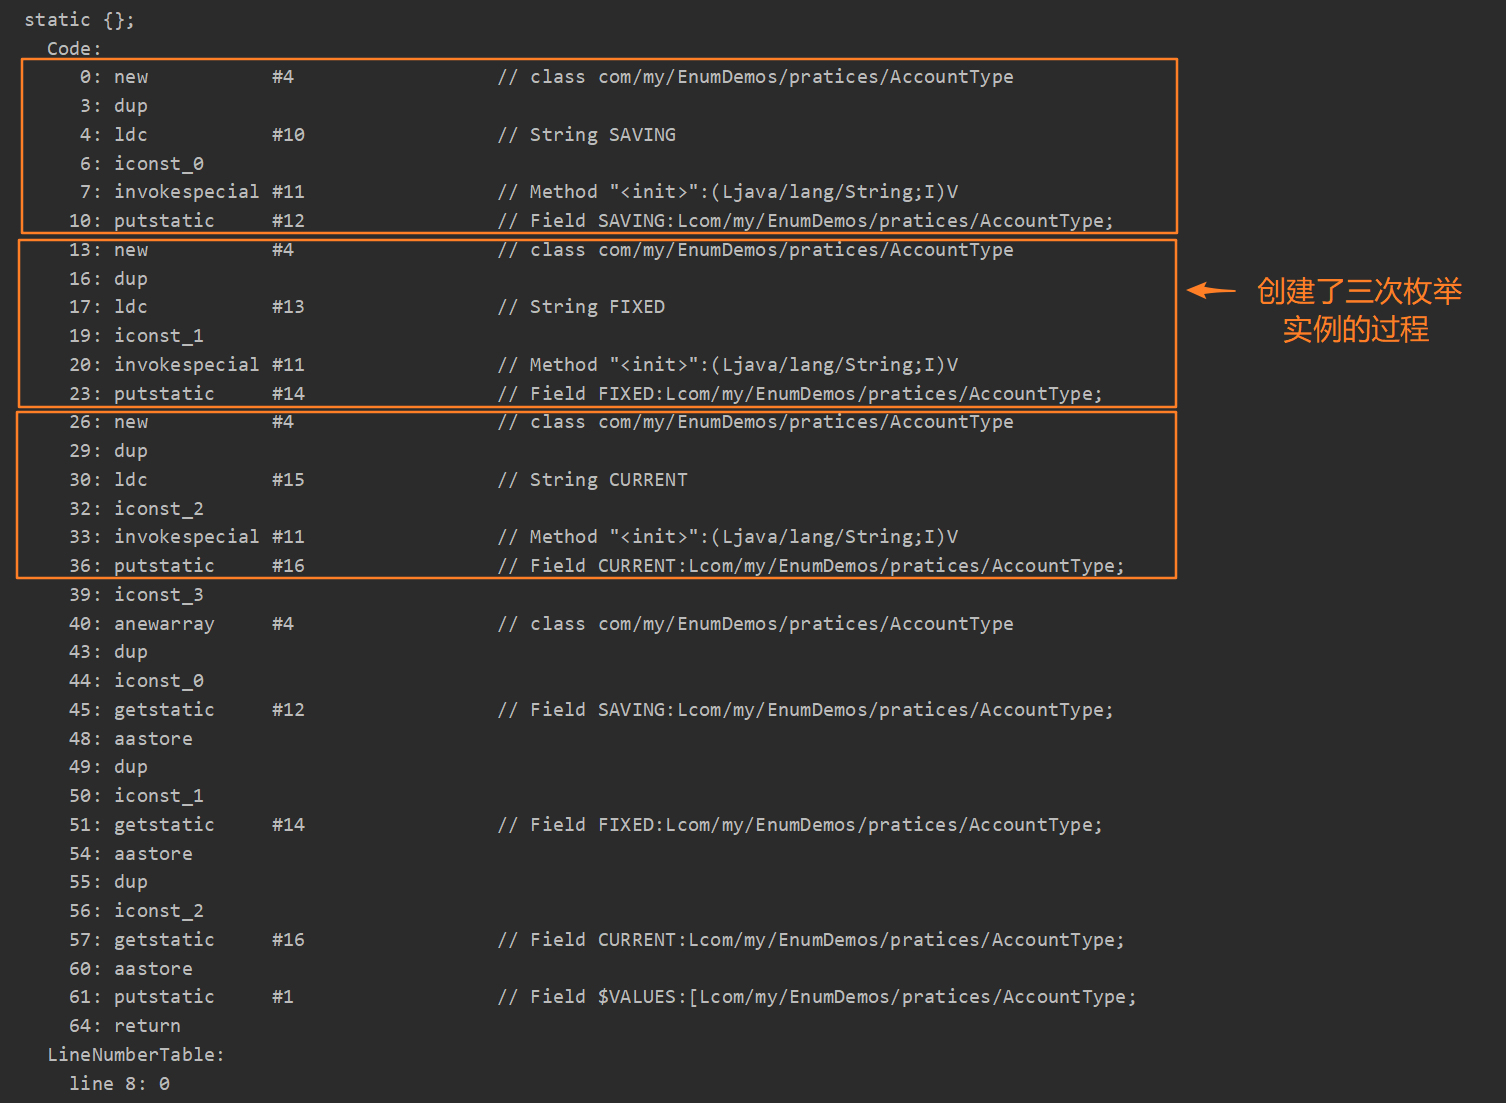 static {};
Code:
0: new #4 // class com/my/EnumDemos/pratices/AccountType
3: dup
4: ldc #10 // String SAVING
6: iconst_0
7: invokespecial #11 // Method "<init>":(Ljava/lang/String;I)V
10: putstatic #12 // Field SAVING:Lcom/my/EnumDemos/pratices/AccountType;
13: new #4 // class com/my/EnumDemos/pratices/AccountType
16: dup
17: ldc #13 // String FIXED
19: iconst_1
20: invokespecial #11 // Method "<init>":(Ljava/lang/String;I)V
23: putstatic #14 // Field FIXED:Lcom/my/EnumDemos/pratices/AccountType;
创建了三次枚举
实例的过程
26: new #4 // class com/my/EnumDemos/pratices/AccountType
29: dup
30: ldc #15 // String CURRENT
32: iconst_2
33: invokespecial #11 // Method "<init>":(Ljava/lang/String;I)V
36: putstatic #16 // Field CURRENT:Lcom/my/EnumDemos/pratices/AccountType;
39: iconst_3
40: anewarray #4 // class com/my/EnumDemos/pratices/AccountType
43: dup
44: iconst_0
45: getstatic #12 // Field SAVING:Lcom/my/EnumDemos/pratices/AccountType;
48: aastore
49: dup
50: iconst_1
51: getstatic #14 // Field FIXED:Lcom/my/EnumDemos/pratices/AccountType;
54: aastore
55: dup
56: iconst_2
57: getstatic #16 // Field CURRENT:Lcom/my/EnumDemos/pratices/AccountType;
60: aastore
61: putstatic #1 // Field $VALUES:[Lcom/my/EnumDemos/pratices/AccountType;
64: return
LineNumberTable:
line 8: 0